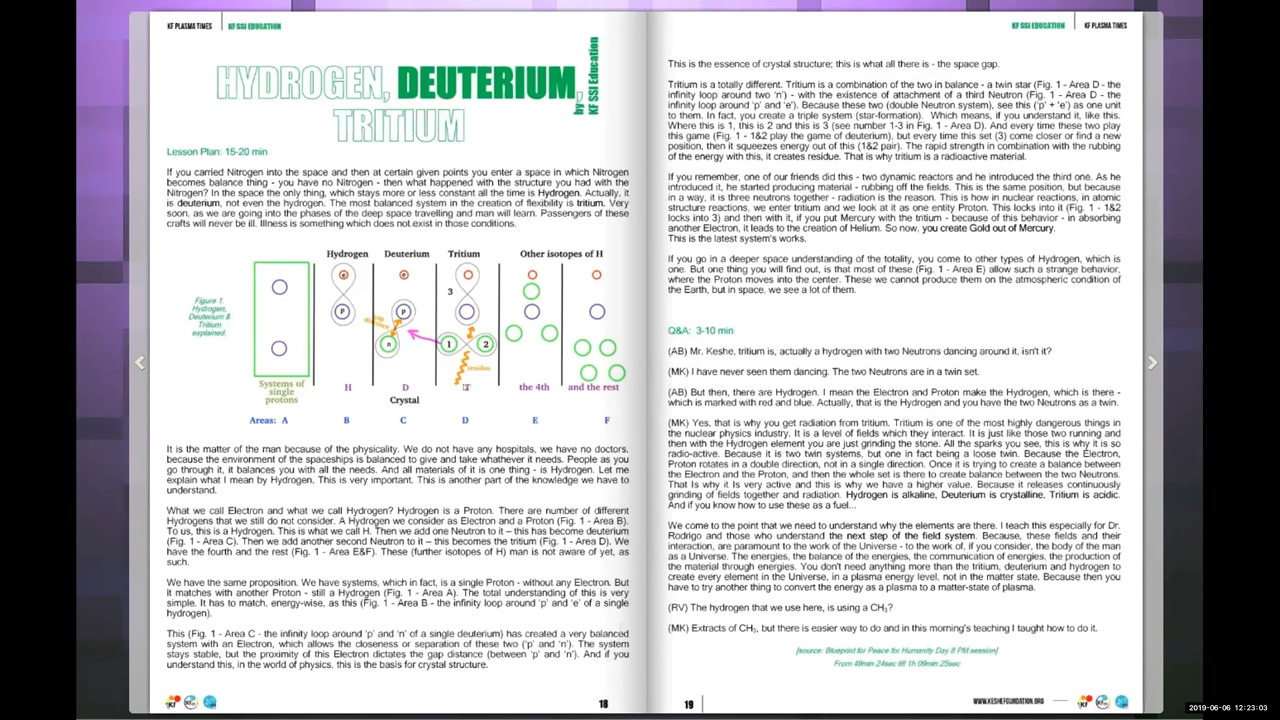 KF PLASMA TIMES
KF SSI EDUCATION
HYDROGEN, DEUTERIUM,
TRITIUM
by KF SSI Education
Lesson Plan: 15-20 min
If you carried Nitrogen into the space and then at certain given points you enter a space in which Nitrogen
becomes balance thing - you have no Nitrogen - then what happened with the structure you had with the
Nitrogen? In the space the only thing, which stays more or less constant all the time is Hydrogen. Actually, it
is deuterium, not even the hydrogen. The most balanced system in the creation of flexibility is tritium. Very
soon, as we are going into the phases of the deep space travelling and man will learn. Passengers of these
crafts will never be ill. Illness is something which does not exist in those conditions.
Figure 1.
Hydrogen,
Deuterium &
Tritium
explained.
Hydrogen Deuterium Tritium Other isotopes of H
e e
P P 3
gap distance
n 1 2
residue
Systems of
single
protons
H D T the 4th and the rest
Crystal
Areas: A B C D E F
It is the matter of the man because of the physicality. We do not have any hospitals, we have no doctors,
because the environment of the spaceships is balanced to give and take whatever it needs. People as you
go through it, it balances you with all the needs. And all materials of it is one thing - is Hydrogen. Let me
explain what I mean by Hydrogen. This is very important. This is another part of the knowledge we have to
understand.
What we call Electron and what we call Hydrogen? Hydrogen is a Proton. There are number of different
Hydrogens that we still do not consider. A Hydrogen we consider as Electron and a Proton (Fig. 1 - Area B).
To us, this is a Hydrogen. This is what we call H. Then we add one Neutron to it – this has become deuterium
(Fig. 1 - Area C). Then we add another second Neutron to it – this becomes the tritium (Fig. 1 - Area D). We
have the fourth and the rest (Fig. 1 - Area E&F). These (further isotopes of H) man is not aware of yet, as
such.
We have the same proposition. We have systems, which in fact, is a single Proton - without any Electron. But
it matches with another Proton - still a Hydrogen (Fig. 1 - Area A). The total understanding of this is very
simple. It has to match, energy-wise, as this (Fig. 1 - Area B - the infinity loop around 'p' and 'e' of a single
hydrogen).
This (Fig. 1 - Area C - the infinity loop around 'p' and 'n' of a single deuterium) has created a very balanced
system with an Electron, which allows the closeness or separation of these two ('p' and 'n'). The system
stays stable, but the proximity of this Electron dictates the gap distance (between 'p' and 'n'). And if you
understand this, in the world of physics, this is the basis for crystal structure.
18
KF SSI EDUCATION
KF PLASMA TIMES
This is the essence of crystal structure; this is what all there is - the space gap.
Tritium is a totally different. Tritium is a combination of the two in balance - a twin star (Fig. 1 - Area D - the
infinity loop around two 'n') - with the existence of attachment of a third Neutron (Fig. 1 - Area D - the
infinity loop around 'p' and 'e'). Because these two (double Neutron system), see this ('p' + 'e') as one unit
to them. In fact, you create a triple system (star-formation). Which means, if you understand it, like this.
Where this is 1, this is 2 and this is 3 (see number 1-3 in Fig. 1 - Area D). And every time these two play
this game (Fig. 1 - 1&2 play the game of deuterium), but every time this set (3) come closer or find a new
position, then it squeezes energy out of this (1&2 pair). The rapid strength in combination with the rubbing
of the energy with this, it creates residue. That is why tritium is a radioactive material.
If you remember, one of our friends did this - two dynamic reactors and he introduced the third one. As he
introduced it, he started producing material - rubbing off the fields. This is the same position, but because
in a way, it is three neutrons together - radiation is the reason. This is how in nuclear reactions, in atomic
structure reactions, we enter tritium and we look at it as one entity Proton. This locks into it (Fig. 1 - 1&2
locks into 3) and then with it, if you put Mercury with the tritium - because of this behavior - in absorbing
another Electron, it leads to the creation of Helium. So now, you create Gold out of Mercury.
This is the latest system's works.
If you go in a deeper space understanding of the totality, you come to other types of Hydrogen, which is
one. But one thing you will find out, is that most of these (Fig. 1 - Area E) allow such a strange behavior,
where the Proton moves into the center. These we cannot produce them on the atmospheric condition of
the Earth, but in space, we see a lot of them.
Q&A: 3-10 min
(AB) Mr. Keshe, tritium is, actually a hydrogen with two Neutrons dancing around it, isn't it?
(MK) I have never seen them dancing. The two Neutrons are in a twin set.
(AB) But then, there are Hydrogen. I mean the Electron and Proton make the Hydrogen, which is there -
which is marked with red and blue. Actually, that is the Hydrogen and you have the two Neutrons as a twin.
(MK) Yes, that is why you get radiation from tritium. Tritium is one of the most highly dangerous things in
the nuclear physics industry. It is a level of fields which they interact. It is just like those two running and
then with the Hydrogen element you are just grinding the stone. All the sparks you see, this is why it is so
radio-active. Because it is two twin systems, but one in fact being a loose twin. Because the Electron,
Proton rotates in a double direction, not in a single direction. Once it is trying to create a balance between
the Electron and the Proton, and then the whole set is there to create balance between the two Neutrons.
That Is why it Is very active and this is why we have a higher value. Because it releases continuously
grinding of fields together and radiation. Hydrogen is alkaline, Deuterium is crystalline, Tritium is acidic.
And if you know how to use these as a fuel...
We come to the point that we need to understand why the elements are there. I teach this especially for Dr.
Rodrigo and those who understand the next step of the field system. Because, these fields and their
interaction, are paramount to the work of the Universe - to the work of, if you consider, the body of the man
as a Universe. The energies, the balance of the energies, the communication of energies, the production of
the material through energies. You don't need anything more than the tritium, deuterium and hydrogen to
create every element in the Universe, in a plasma energy level, not in the matter state. Because then you
have to try another thing to convert the energy as a plasma to a matter-state of plasma.
(RV) The hydrogen that we use here, is using a CH₃?
(MK) Extracts of CH₃, but there is easier way to do and in this morning's teaching I taught how to do it.
[source: Blueprint for Peace for Humanity Day 8 PM session]
From 49min 24sec till 1h 09min 25sec
19
WWW.KESHEFOUNDATION.ORG
2019-06-06 12:23:03